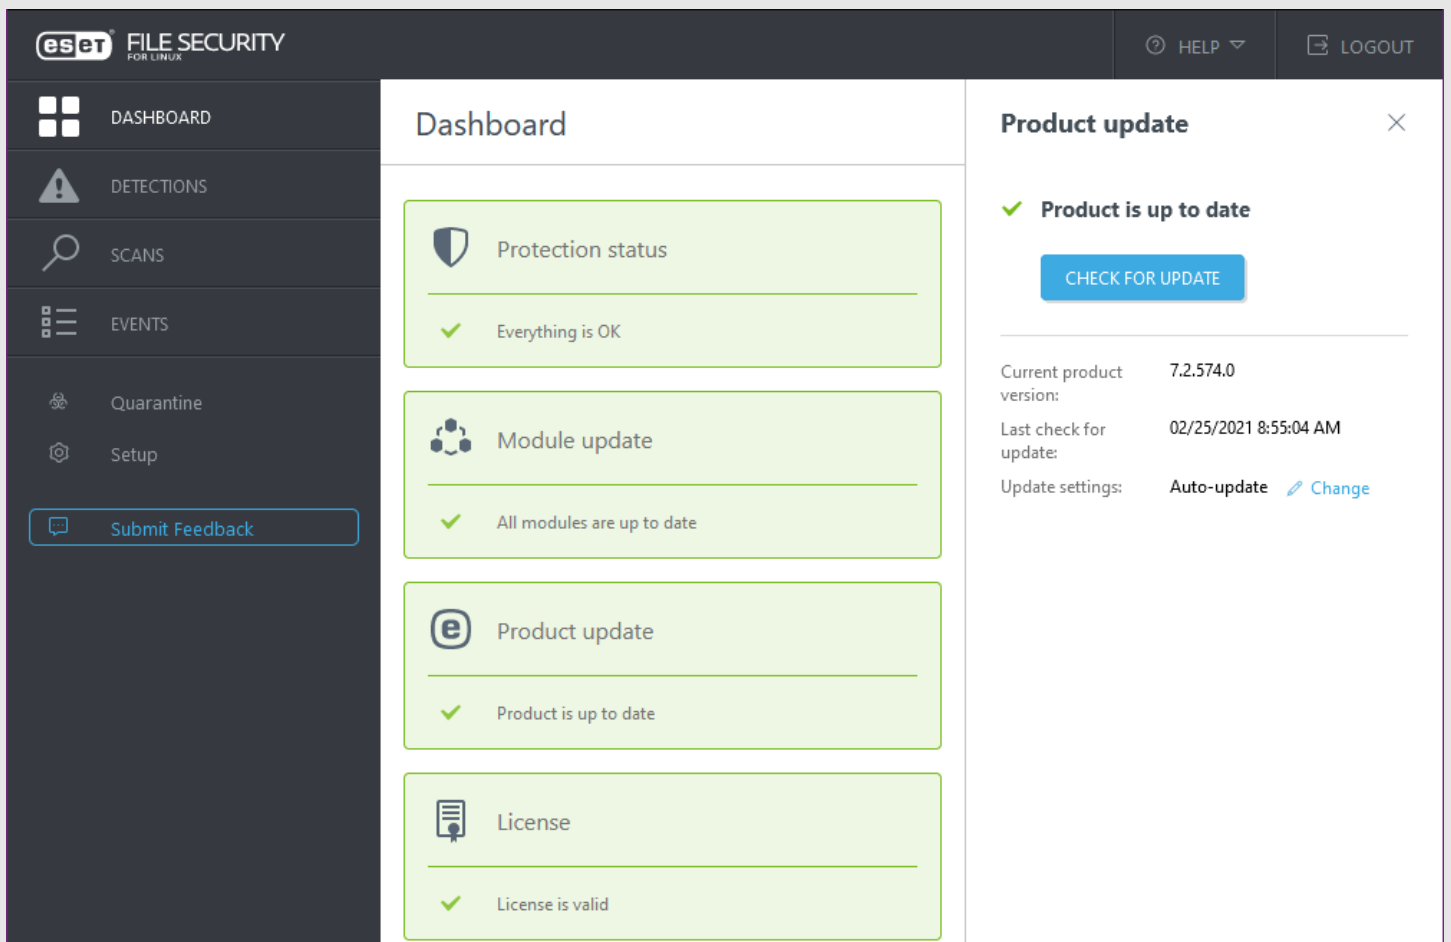 eset FILE SECURITY
FOR LINUX
HELP
LOGOUT
DASHBOARD
DETECTIONS
SCANS
EVENTS
Quarantine
Setup
Submit Feedback
Dashboard
Protection status
Everything is OK
Module update
All modules are up to date
Product update
Product is up to date
License
License is valid
Product update
Product is up to date
CHECK FOR UPDATE
Current product 7.2.574.0
version:
Last check for 02/25/2021 8:55:04 AM
update:
Update settings: Auto-update Change